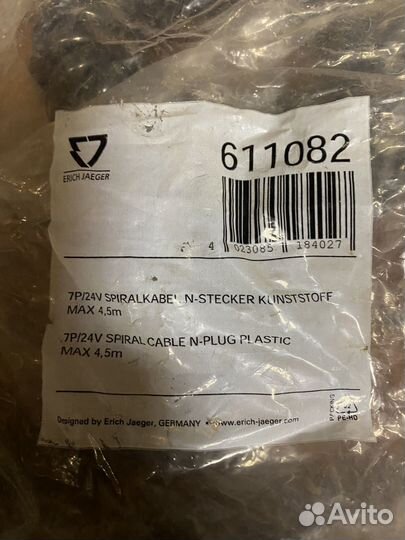 ERICH JAEGER
611082
4 023085 184027
7P/24V SPIRALKABEL N-STECKER KUNSTSTOFF
MAX 4,5m
7P/24V SPIRAL CABLE N-PLUG PLASTIC
MAX 4,5m
Designed by Erich Jaeger, GERMANY • www.erich-jaeger.com
PACKING
PE-HD
Avito